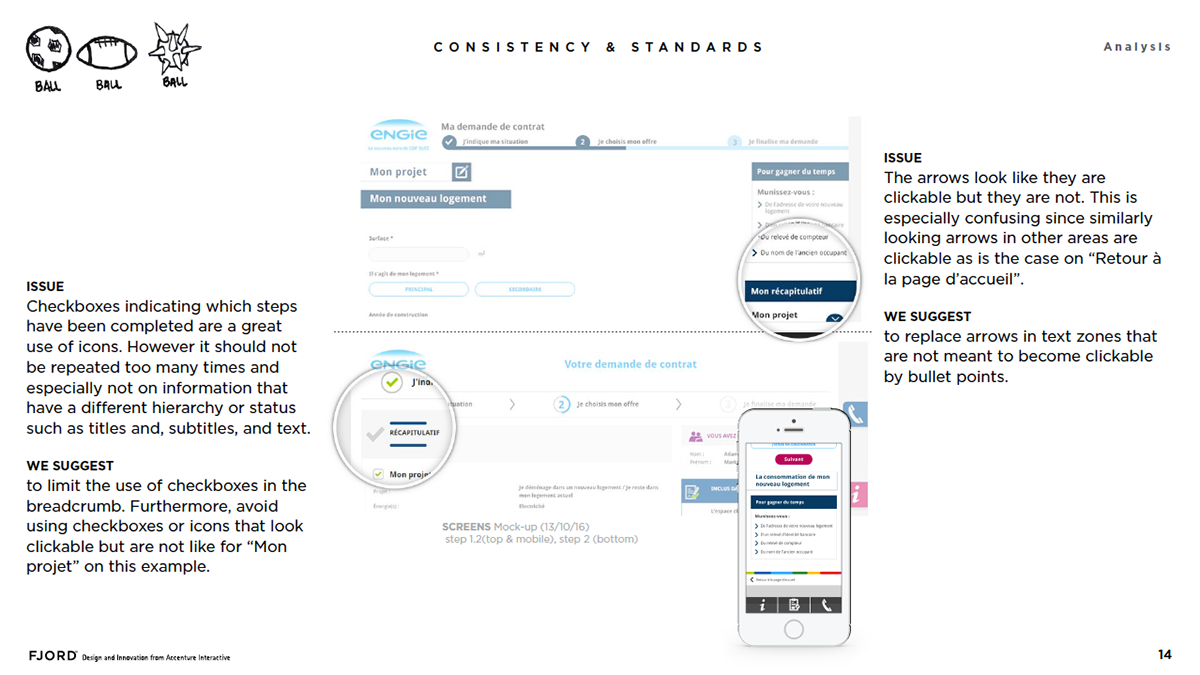 BALL
BALL
BALL
CONSISTENCY & STANDARDS
Analysis
ISSUE
Checkboxes indicating which steps
have been completed are a great
use of icons. However it should not
be repeated too many times and
especially not on information that
have a different hierarchy or status
such as titles and, subtitles, and text.
WE SUGGEST
to limit the use of checkboxes in the
breadcrumb. Furthermore, avoid
using checkboxes or icons that look
clickable but are not like for “Mon
projet” on this example.
ENGIE
Ma demande de contrat
J'indique ma situation
2
Je choisis mon offre
3
Je finalise ma demande
Mon projet
Mon nouveau logement
Surface *
m²
Il s'agit de mon logement *
PRINCIPAL
SECONDAIRE
Année de construction
Pour gagner du temps
Munissez-vous :
De l'adresse de votre nouveau
logement
Du relevé de compteur
Du nom de l'ancien occupant
Mon récapitulatif
Mon projet
ENGIE
Votre demande de contrat
J'ind
situation
2
Je choisis mon offre
3
Je finalise ma demande
RÉCAPITULATIF
Mon projet
Projet :
Je déménage dans un nouveau logement / Je reste dans
mon logement actuel
Énergie(s) :
Électricité
VOUS AVEZ
Nom :
Prénom :
INCLUS DA
L'espace cl
SCREENS Mock-up (13/10/16)
step 1.2(top & mobile), step 2 (bottom)
Suivant
La consommation de mon
nouveau logement
Pour gagner du temps
Munissez-vous :
De l'adresse de votre nouveau logement
D'un relevé d'identité bancaire
Du relevé de compteur
Du nom de l'ancien occupant
Retour à la page d'accueil
ISSUE
The arrows look like they are
clickable but they are not. This is
especially confusing since similarly
looking arrows in other areas are
clickable as is the case on “Retour à
la page d’accueil”.
WE SUGGEST
to replace arrows in text zones that
are not meant to become clickable
by bullet points.
FJORD Design and Innovation from Accenture Interactive
14